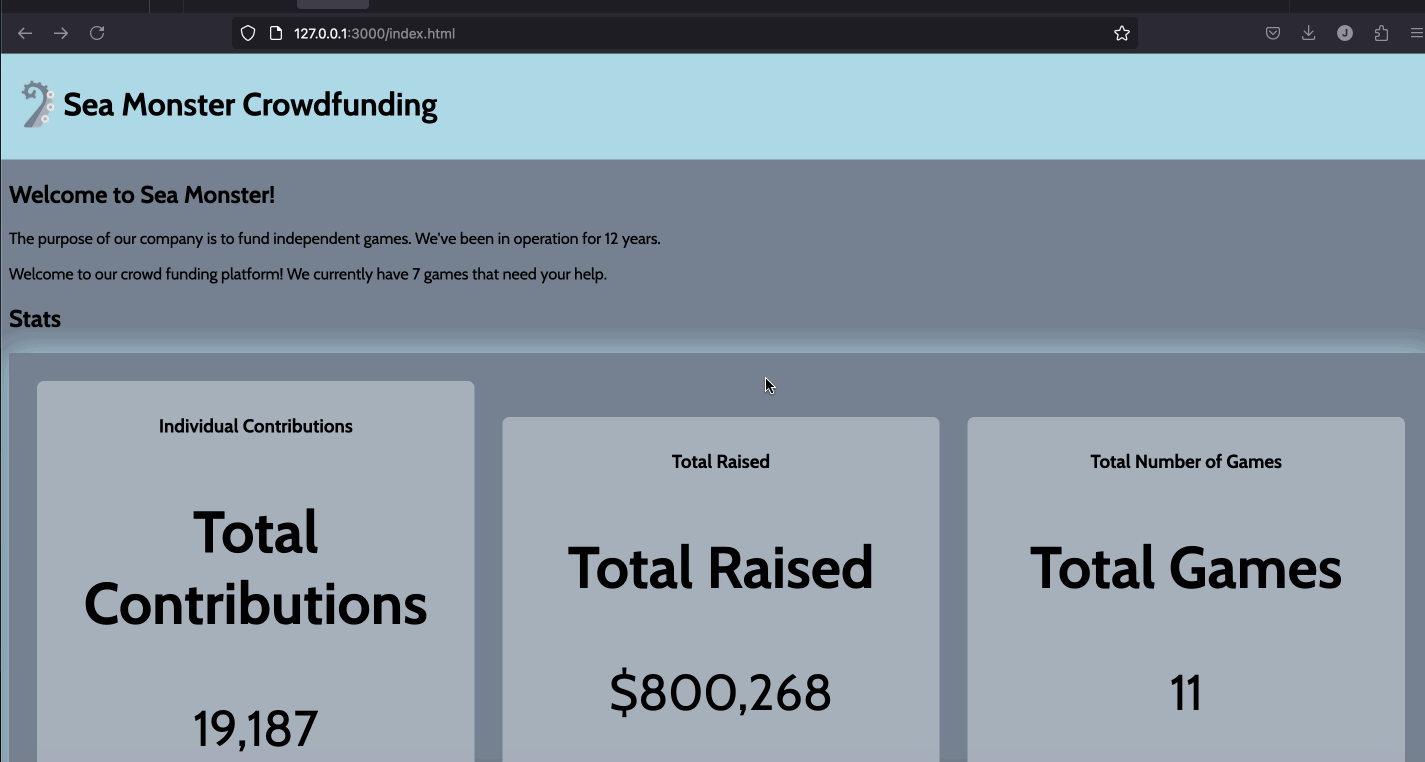 127.0.0.1:3000/index.html
J
Sea Monster Crowdfunding
Welcome to Sea Monster!
The purpose of our company is to fund independent games. We've been in operation for 12 years.
Welcome to our crowd funding platform! We currently have 7 games that need your help.
Stats
Individual Contributions
Total
Contributions
19,187
Total Raised
Total Raised
$800,268
Total Number of Games
Total Games
11